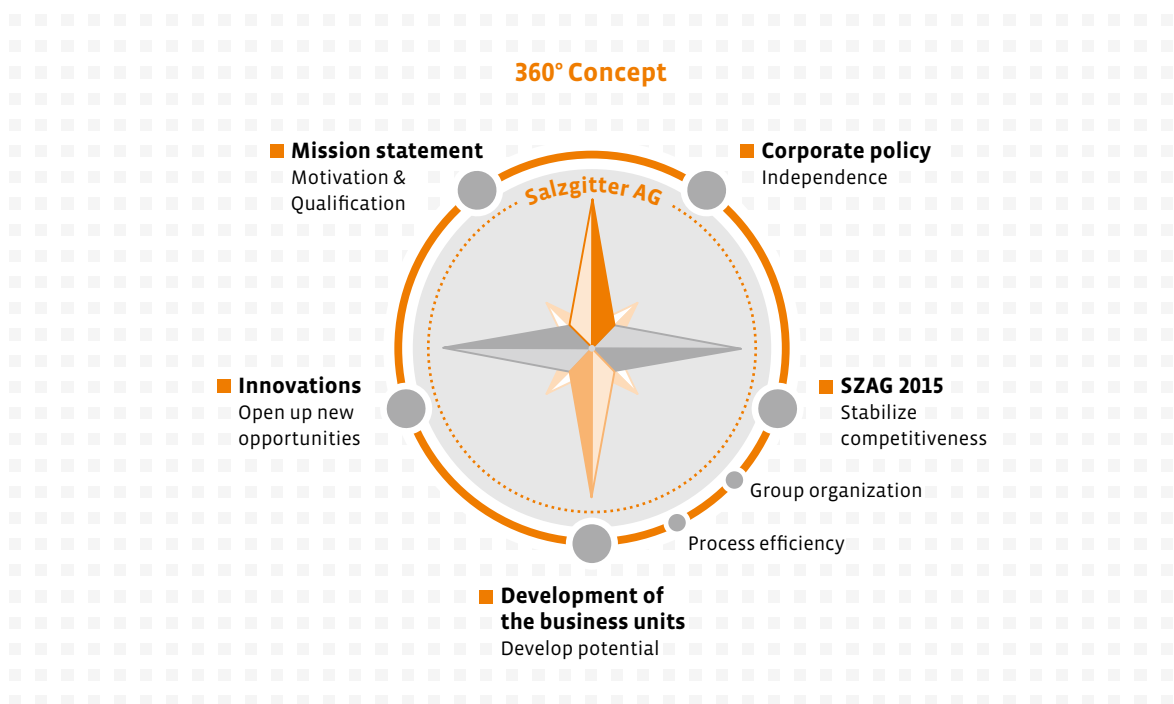 360° Concept
Mission statement
Motivation &
Qualification
Corporate policy
Independence
Salzgitter AG
Innovations
Open up new
opportunities
SZAG 2015
Stabilize
competitiveness
Group organization
Process efficiency
Development of
the business units
Develop potential